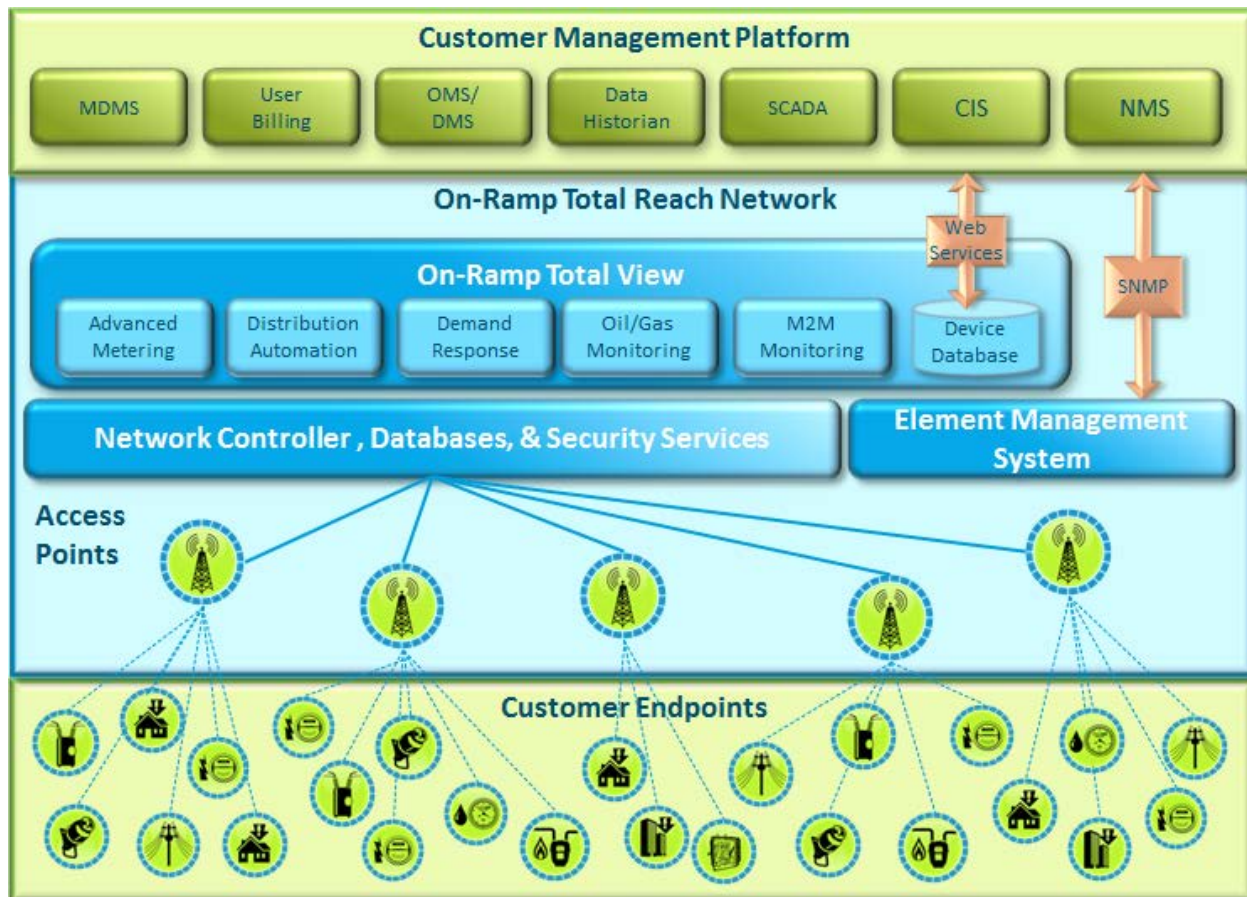 Customer Management Platform
MDMS
User
Billing
OMS/
DMS
Data
Historian
SCADA
CIS
NMS
On-Ramp Total Reach Network
Web
Services
SNMP
On-Ramp Total View
Advanced
Metering
Distribution
Automation
Demand
Response
Oil/Gas
Monitoring
M2M
Monitoring
Device
Database
Network Controller , Databases, & Security Services
Element Management
System
Access
Points
Customer Endpoints